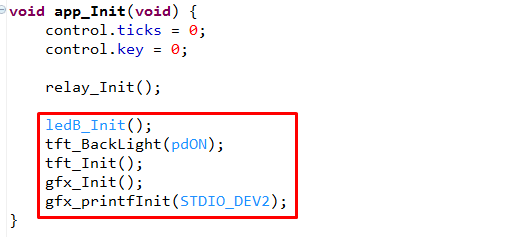 void app_Init(void) {
    control.ticks = 0;
    control.key = 0;
    relay_Init();
    ledB_Init();
    tft_BackLight(pdON);
    tft_Init();
    gfx_Init();
    gfx_printfInit(STDIO_DEV2);
}